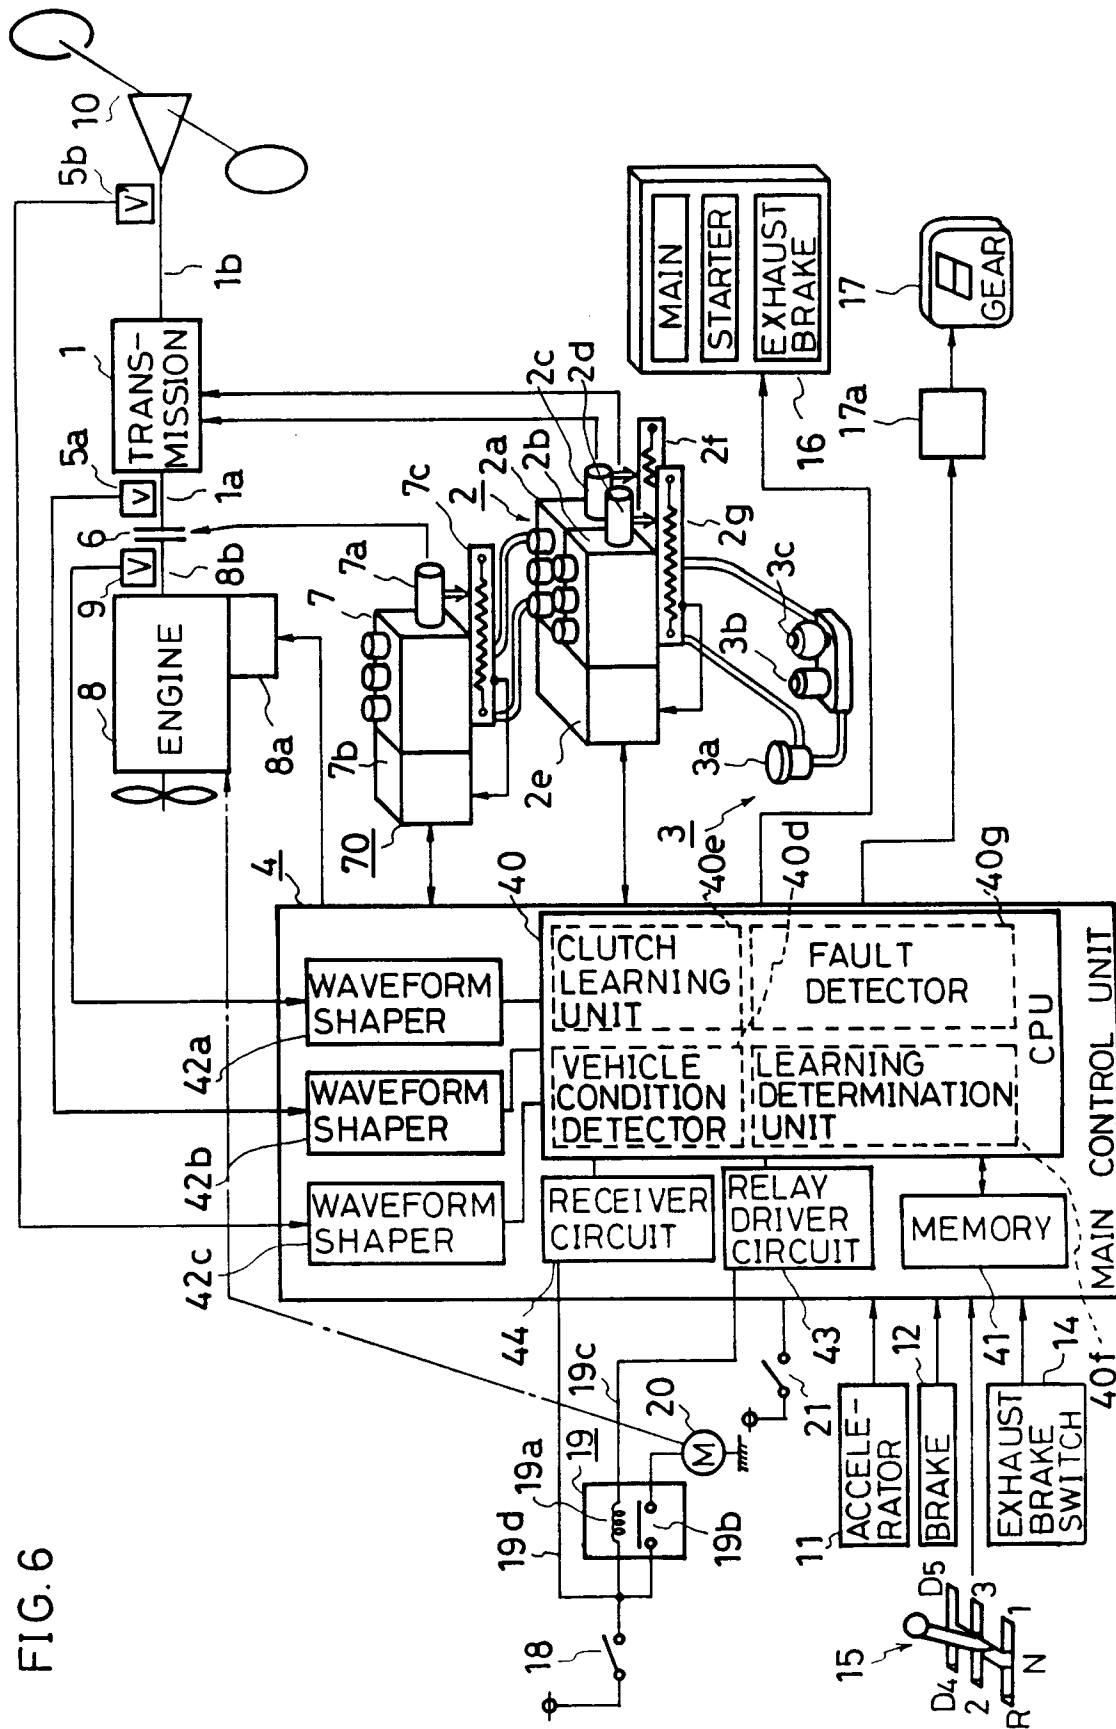 FIG. 6
10
5b
V
1b
1
TRANS-
MISSION
5a
V
1a
6
9
V
8b
8
ENGINE
8a
7
7a
7b
7c
70
2
2a
2b
2c
2d
2e
2f
2g
3
3a
3b
3c
MAIN
STARTER
EXHAUST
BRAKE
16
17
GEAR
17a
4
40
40e
40d
40g
WAVEFORM
SHAPER
42a
WAVEFORM
SHAPER
42b
WAVEFORM
SHAPER
42c
CLUTCH
LEARNING
UNIT
FAULT
DETECTOR
VEHICLE
CONDITION
DETECTOR
LEARNING
DETERMINATION
UNIT
CPU
RECEIVER
CIRCUIT
RELAY
DRIVER
CIRCUIT
MEMORY
MAIN CONTROL UNIT
44
43
41
40f
19c
19
19a
19d
19b
20
M
18
21
ACCELE-
RATOR
11
BRAKE
12
EXHAUST
BRAKE
SWITCH
14
15
D5
D4
3
2
1
N
R